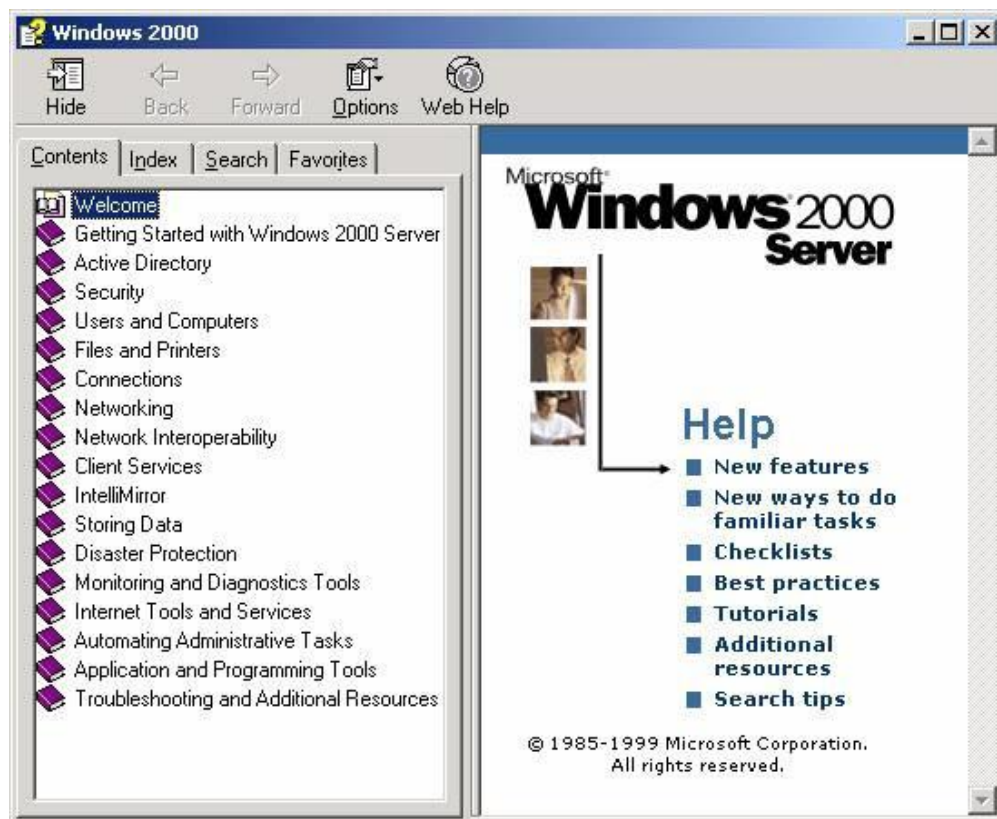 Windows 2000
Hide Back Forward Options Web Help
Contents Index Search Favorites
Welcome
Getting Started with Windows 2000 Server
Active Directory
Security
Users and Computers
Files and Printers
Connections
Networking
Network Interoperability
Client Services
IntelliMirror
Storing Data
Disaster Protection
Monitoring and Diagnostics Tools
Internet Tools and Services
Automating Administrative Tasks
Application and Programming Tools
Troubleshooting and Additional Resources
Microsoft®
Windows 2000
Server
Help
New features
New ways to do
familiar tasks
Checklists
Best practices
Tutorials
Additional
resources
Search tips
© 1985-1999 Microsoft Corporation.
All rights reserved.